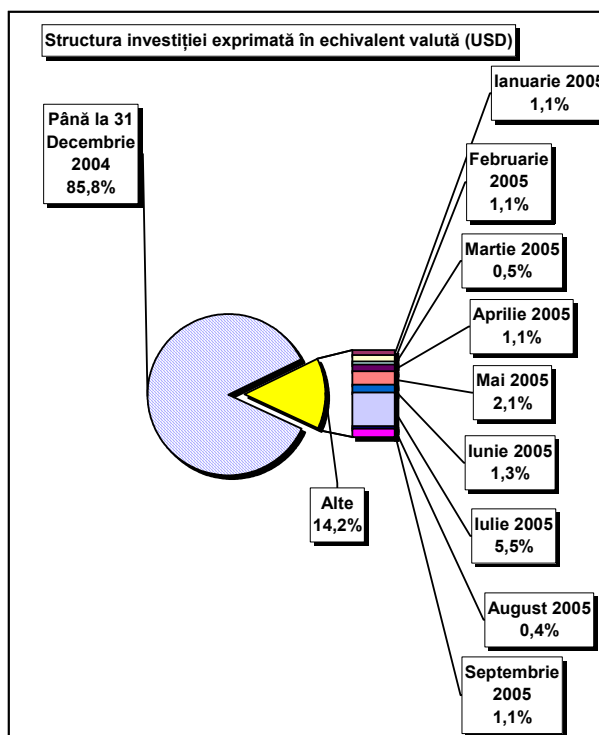 Structura investiției exprimată în echivalent valută (USD)
Până la 31
Decembrie
2004
85,8%
Alte
14,2%
Ianuarie 2005
1,1%
Februarie
2005
1,1%
Martie 2005
0,5%
Aprilie 2005
1,1%
Mai 2005
2,1%
Iunie 2005
1,3%
Iulie 2005
5,5%
August 2005
0,4%
Septembrie
2005
1,1%